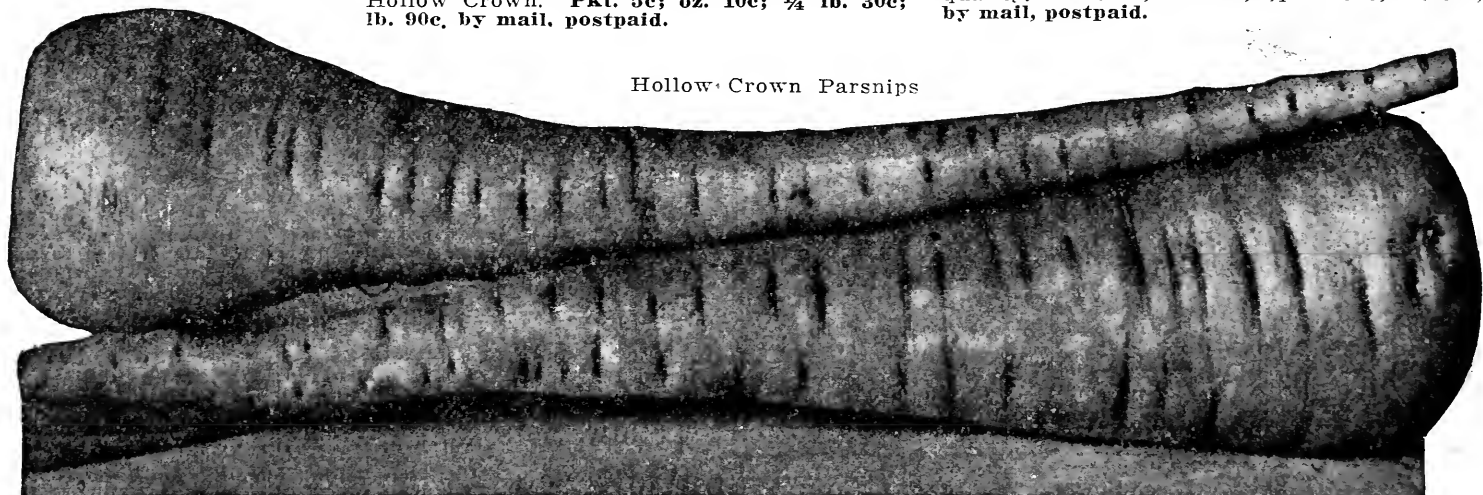 Hollow Crown. Pkt. 5c; oz. 10c; ¼ lb. 30c;
lb. 90c, by mail, postpaid.
by mail, postpaid.
Hollow Crown Parsnips